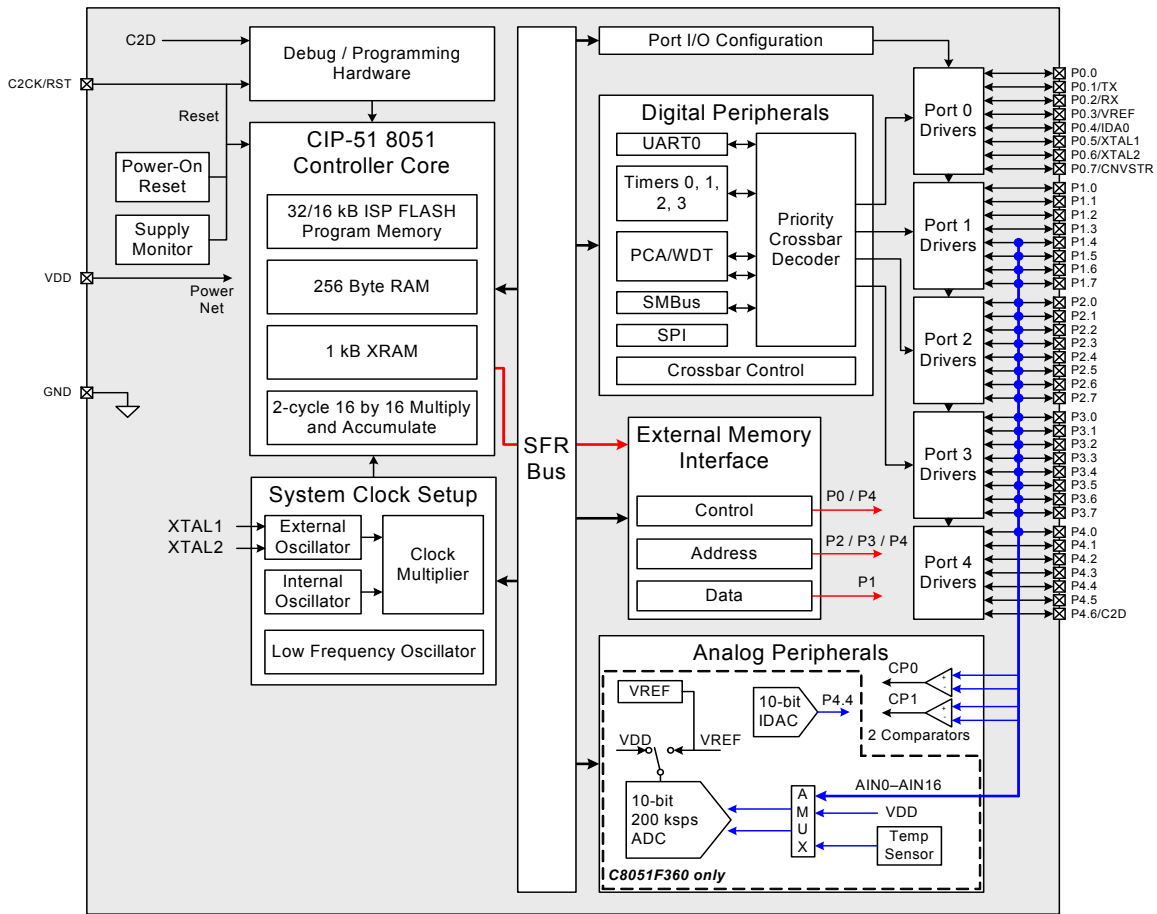 C2D
C2CK/RST
Debug / Programming
Hardware
Reset
Power-On
Reset
Supply
Monitor
VDD
Power
Net
GND
CIP-51 8051
Controller Core
32/16 kB ISP FLASH
Program Memory
256 Byte RAM
1 kB XRAM
2-cycle 16 by 16 Multiply
and Accumulate
System Clock Setup
XTAL1
XTAL2
External
Oscillator
Internal
Oscillator
Clock
Multiplier
Low Frequency Oscillator
SFR
Bus
Port I/O Configuration
Digital Peripherals
UART0
Timers 0, 1,
2, 3
PCA/WDT
SMBus
SPI
Priority
Crossbar
Decoder
Crossbar Control
External Memory
Interface
Control
Address
Data
P0 / P4
P2 / P3 / P4
P1
Port 0
Drivers
Port 1
Drivers
Port 2
Drivers
Port 3
Drivers
Port 4
Drivers
P0.0
P0.1/TX
P0.2/RX
P0.3/VREF
P0.4/IDA0
P0.5/XTAL1
P0.6/XTAL2
P0.7/CNVSTR
P1.0
P1.1
P1.2
P1.3
P1.4
P1.5
P1.6
P1.7
P2.0
P2.1
P2.2
P2.3
P2.4
P2.5
P2.6
P2.7
P3.0
P3.1
P3.2
P3.3
P3.4
P3.5
P3.6
P3.7
P4.0
P4.1
P4.2
P4.3
P4.4
P4.5
P4.6/C2D
Analog Peripherals
VREF
VDD
VREF
10-bit
IDAC
P4.4
CP0
+
-
CP1
+
-
2 Comparators
10-bit
200 ksps
ADC
A
M
U
X
AIN0–AIN16
VDD
Temp
Sensor
C8051F360 only